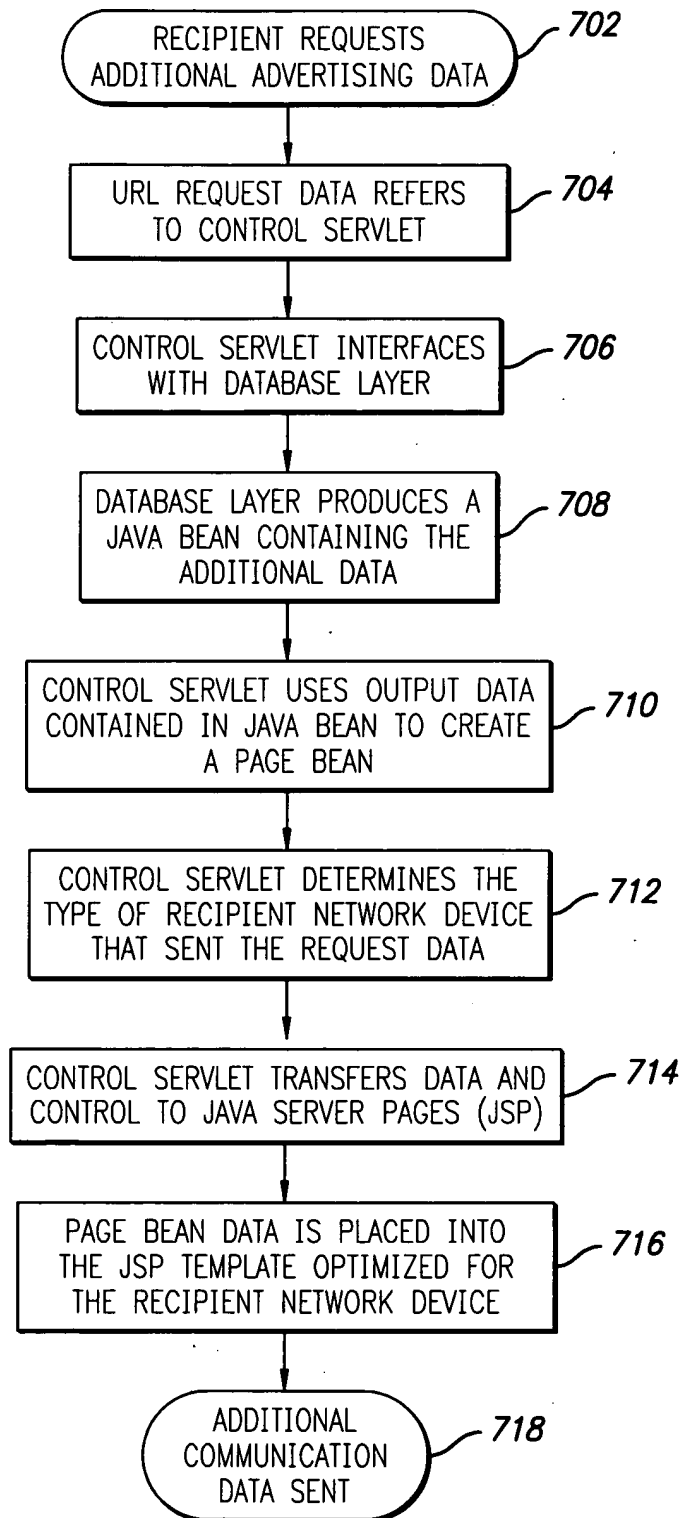 RECIPIENT REQUESTS
ADDITIONAL ADVERTISING DATA
702
URL REQUEST DATA REFERS
TO CONTROL SERVLET
704
CONTROL SERVLET INTERFACES
WITH DATABASE LAYER
706
DATABASE LAYER PRODUCES A
JAVA BEAN CONTAINING THE
ADDITIONAL DATA
708
CONTROL SERVLET USES OUTPUT DATA
CONTAINED IN JAVA BEAN TO CREATE
A PAGE BEAN
710
CONTROL SERVLET DETERMINES THE
TYPE OF RECIPIENT NETWORK DEVICE
THAT SENT THE REQUEST DATA
712
CONTROL SERVLET TRANSFERS DATA AND
CONTROL TO JAVA SERVER PAGES (JSP)
714
PAGE BEAN DATA IS PLACED INTO
THE JSP TEMPLATE OPTIMIZED FOR
THE RECIPIENT NETWORK DEVICE
716
ADDITIONAL
COMMUNICATION
DATA SENT
718